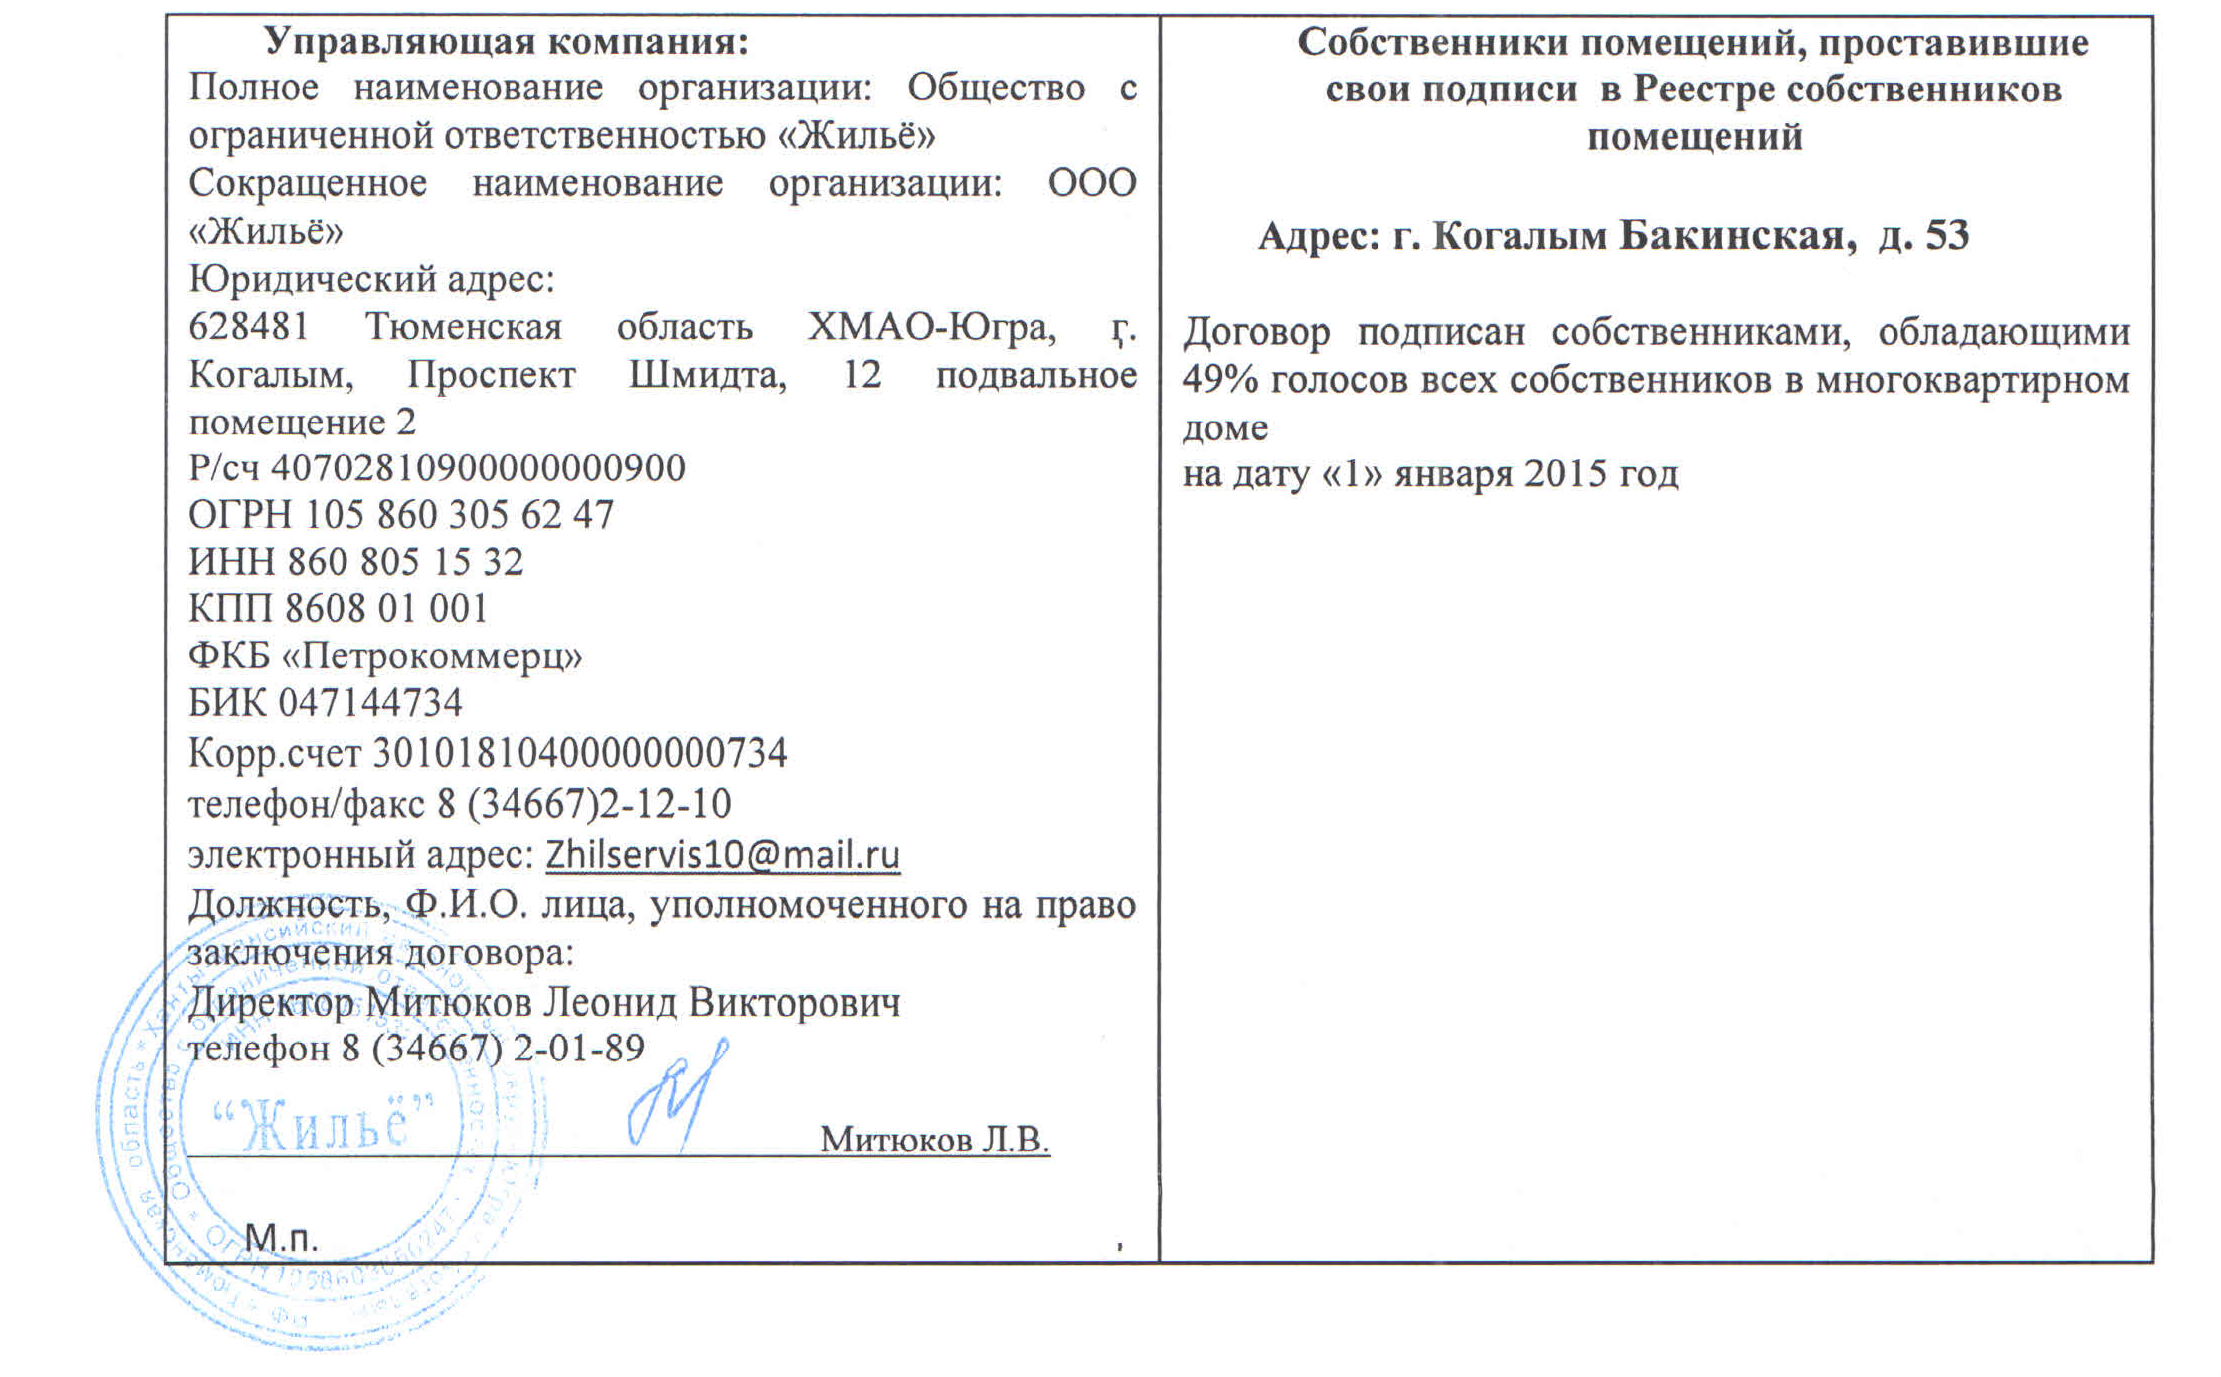 Управляющая компания:
Полное наименование организации: Общество с
ограниченной ответственностью «Жильё»
Сокращенное наименование организации: ООО
«Жильё»
Юридический адрес:
628481 Тюменская область ХМАО-Югра, г.
Когалым, Проспект Шмидта, 12 подвальное
помещение 2
Р/сч 40702810900000000900
ОГРН 105 860 305 62 47
ИНН 860 805 15 32
КПП 8608 01 001
ФКБ «Петрокоммерц»
БИК 047144734
Корр.счет 30101810400000000734
телефон/факс 8 (34667)2-12-10
электронный адрес: Zhilservis10@mail.ru
Должность, Ф.И.О. лица, уполномоченного на право
заключения договора:
Директор Митюков Леонид Викторович
телефон 8 (34667) 2-01-89
“Жильё”
Митюков Л.В.
М.п.
Собственники помещений, проставившие
свои подписи в Реестре собственников
помещений
Адрес: г. Когалым Бакинская, д. 53
Договор подписан собственниками, обладающими
49% голосов всех собственников в многоквартирном
доме
на дату «1» января 2015 год